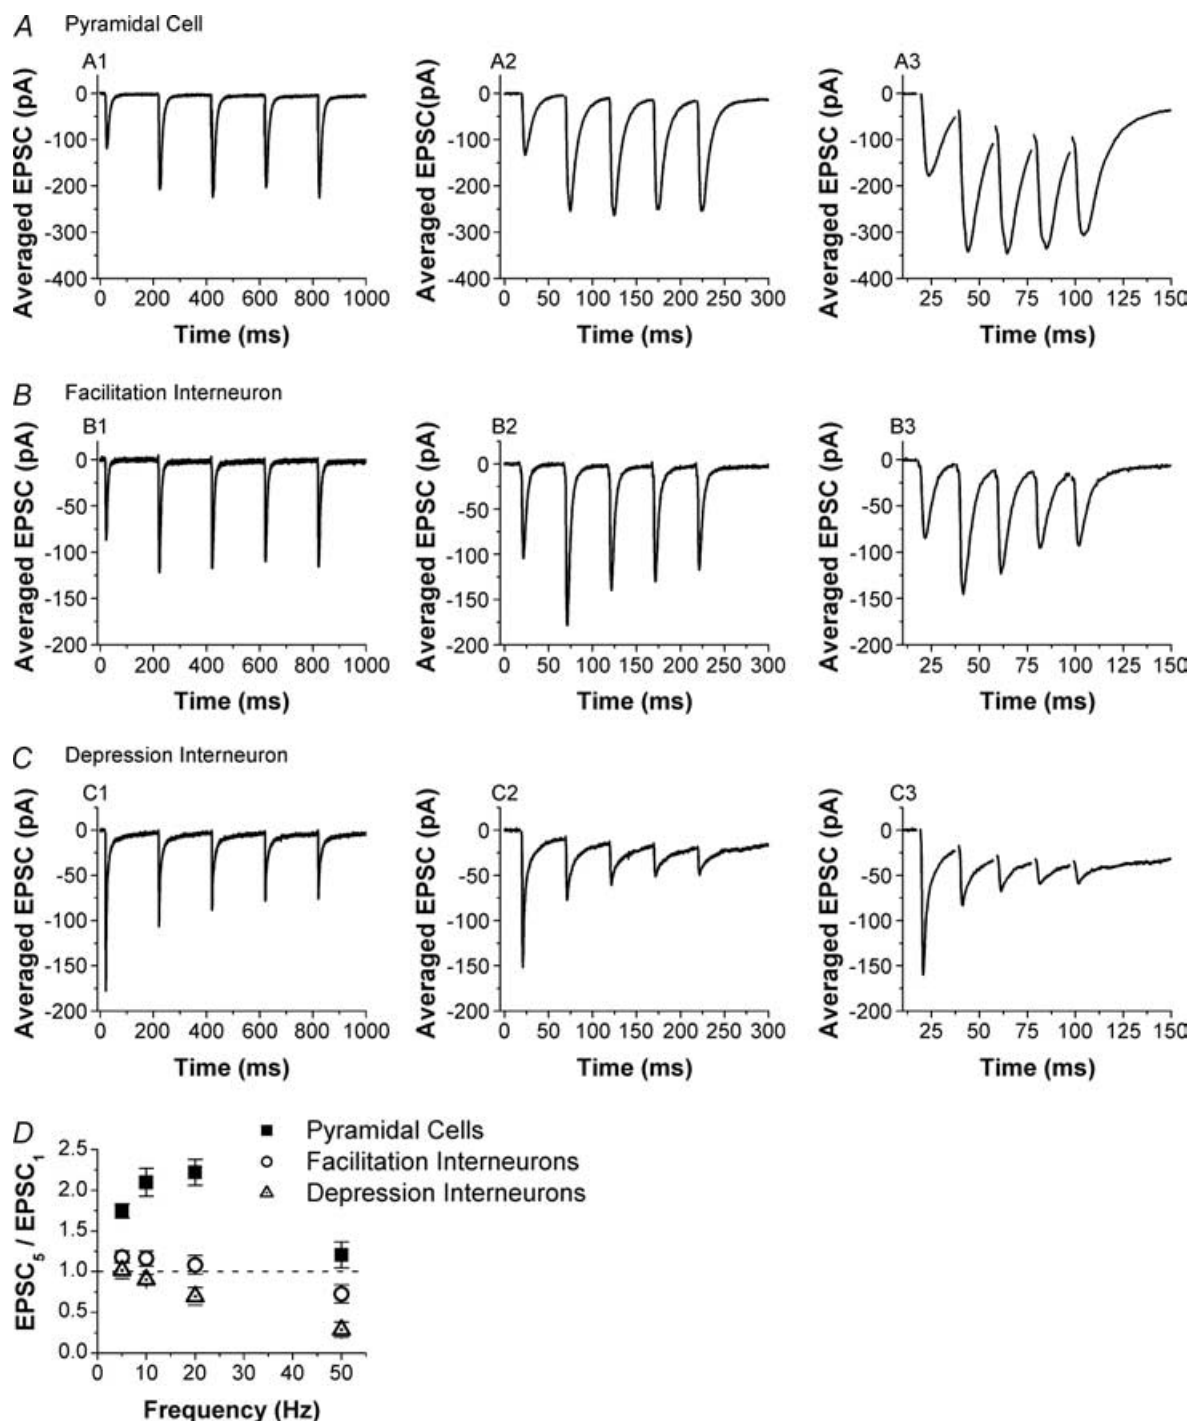 A Pyramidal Cell
A1
0
-100
-200
-300
-400
Averaged EPSC (pA)
0 200 400 600 800 1000
Time (ms)
A2
0
-100
-200
-300
-400
Averaged EPSC(pA)
0 50 100 150 200 250 300
Time (ms)
A3
0
-100
-200
-300
-400
Averaged EPSC (pA)
25 50 75 100 125 150
Time (ms)
B Facilitation Interneuron
B1
0
-50
-100
-150
-200
Averaged EPSC (pA)
0 200 400 600 800 1000
Time (ms)
B2
0
-50
-100
-150
-200
Averaged EPSC (pA)
0 50 100 150 200 250 300
Time (ms)
B3
0
-50
-100
-150
-200
Averaged EPSC (pA)
25 50 75 100 125 150
Time (ms)
C Depression Interneuron
C1
0
-50
-100
-150
-200
Averaged EPSC (pA)
0 200 400 600 800 1000
Time (ms)
C2
0
-50
-100
-150
-200
Averaged EPSC (pA)
0 50 100 150 200 250 300
Time (ms)
C3
0
-50
-100
-150
-200
Averaged EPSC (pA)
25 50 75 100 125 150
Time (ms)
D
Pyramidal Cells
Facilitation Interneurons
Depression Interneurons
2.5
2.0
1.5
1.0
0.5
0.0
EPSC₅ / EPSC₁
0 10 20 30 40 50
Frequency (Hz)